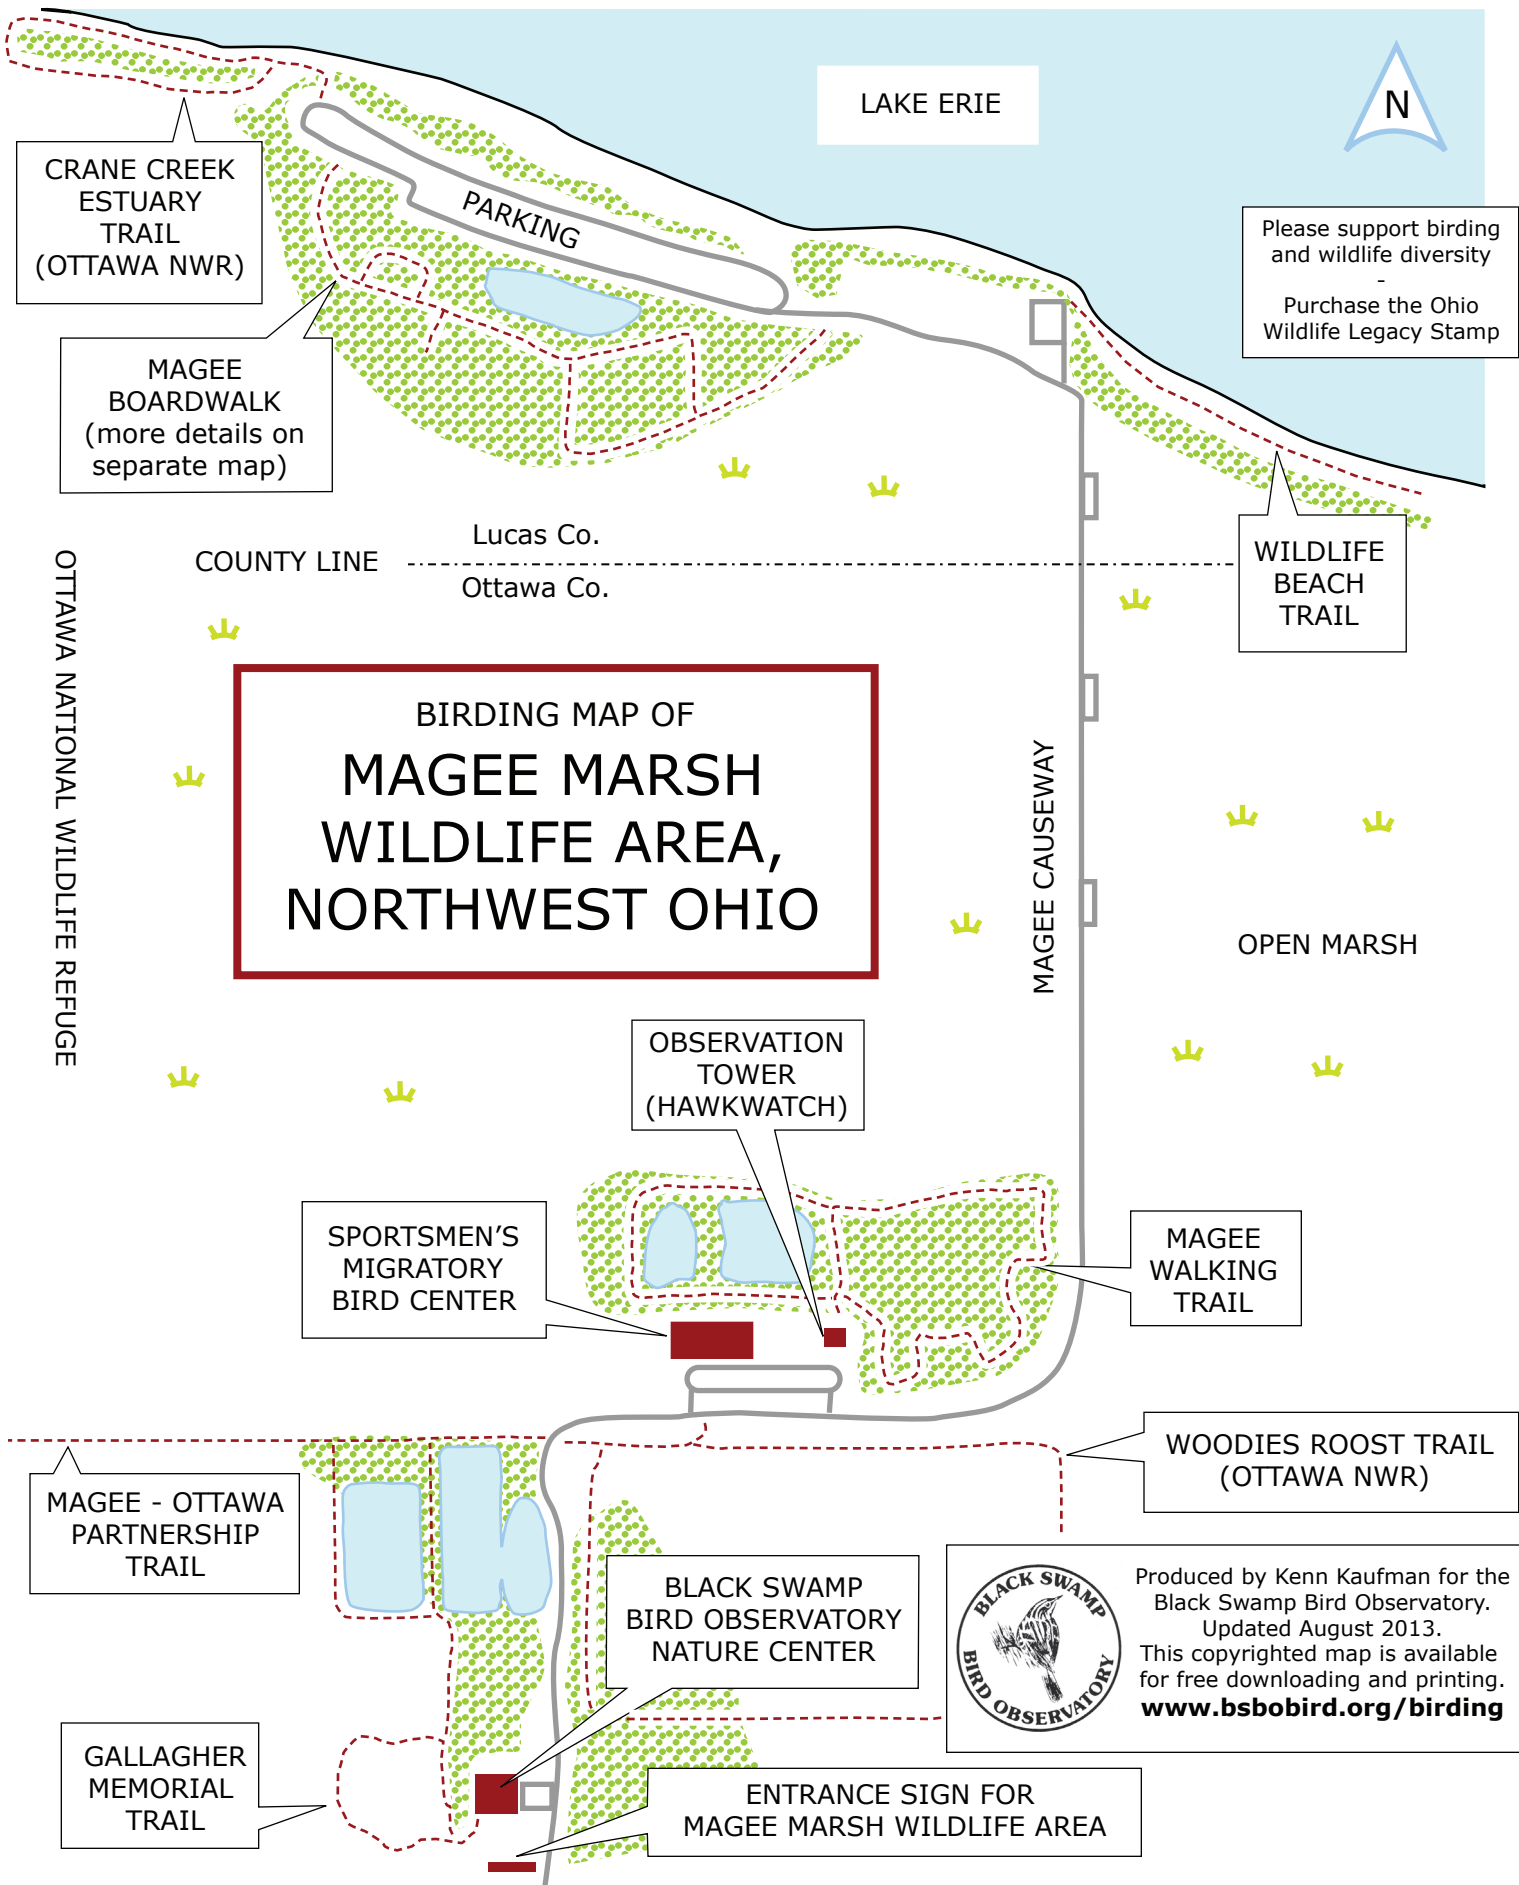 LAKE ERIE
N
CRANE CREEK
ESTUARY
TRAIL
(OTTAWA NWR)
PARKING
Please support birding
and wildlife diversity
-
Purchase the Ohio
Wildlife Legacy Stamp
MAGEE
BOARDWALK
(more details on
separate map)
Lucas Co.
COUNTY LINE
Ottawa Co.
WILDLIFE
BEACH
TRAIL
OTTAWA NATIONAL WILDLIFE REFUGE
BIRDING MAP OF
MAGEE MARSH
WILDLIFE AREA,
NORTHWEST OHIO
MAGEE CAUSEWAY
OPEN MARSH
OBSERVATION
TOWER
(HAWKWATCH)
SPORTSMEN'S
MIGRATORY
BIRD CENTER
MAGEE
WALKING
TRAIL
WOODIES ROOST TRAIL
(OTTAWA NWR)
MAGEE - OTTAWA
PARTNERSHIP
TRAIL
BLACK SWAMP
BIRD OBSERVATORY
NATURE CENTER
BLACK SWAMP
BIRD OBSERVATORY
Produced by Kenn Kaufman for the
Black Swamp Bird Observatory.
Updated August 2013.
This copyrighted map is available
for free downloading and printing.
www.bsbobird.org/birding
GALLAGHER
MEMORIAL
TRAIL
ENTRANCE SIGN FOR
MAGEE MARSH WILDLIFE AREA